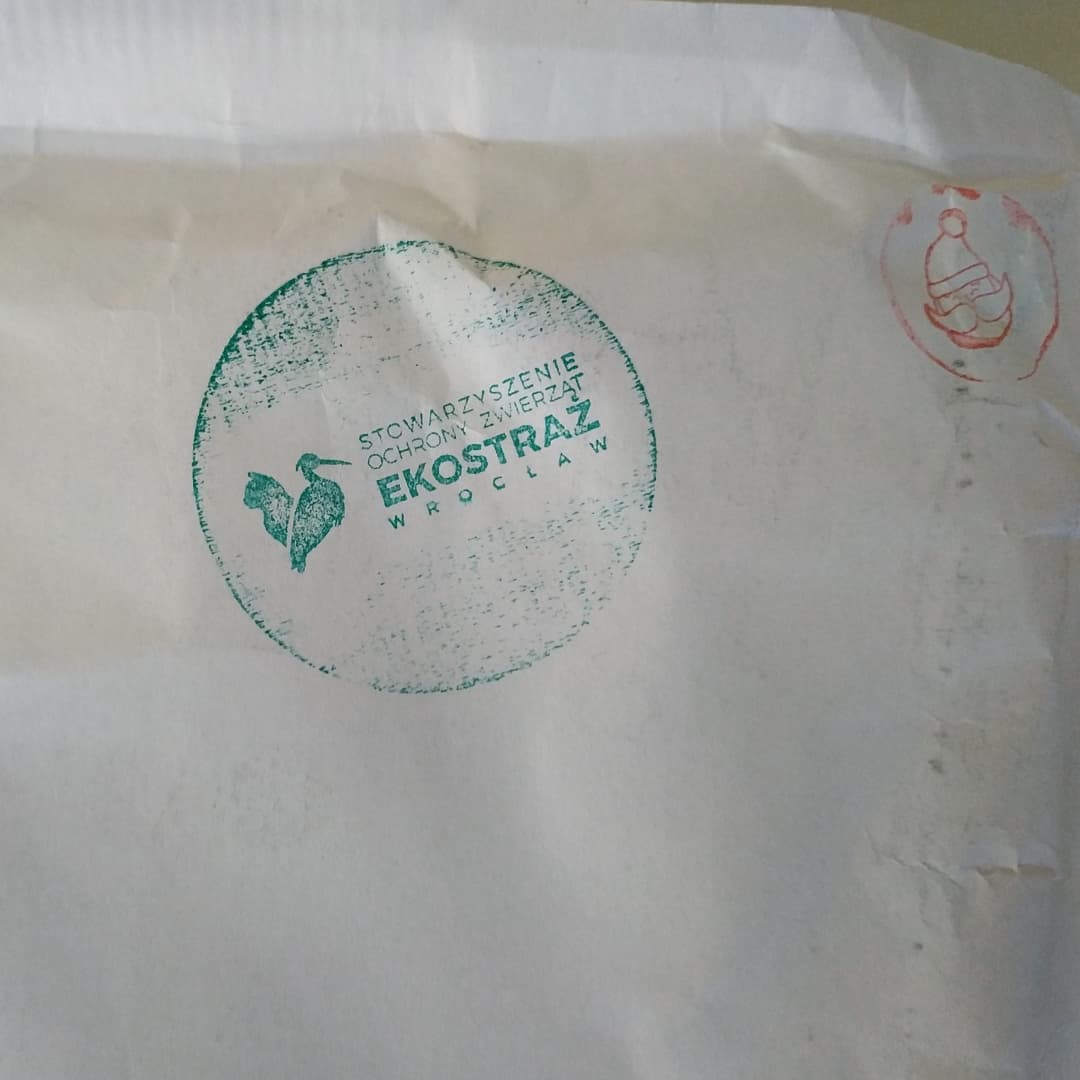 STOWARZYSZENIE
OCHRONY ZWIERZĄT
EKOSTRAŻ
WROCŁAW